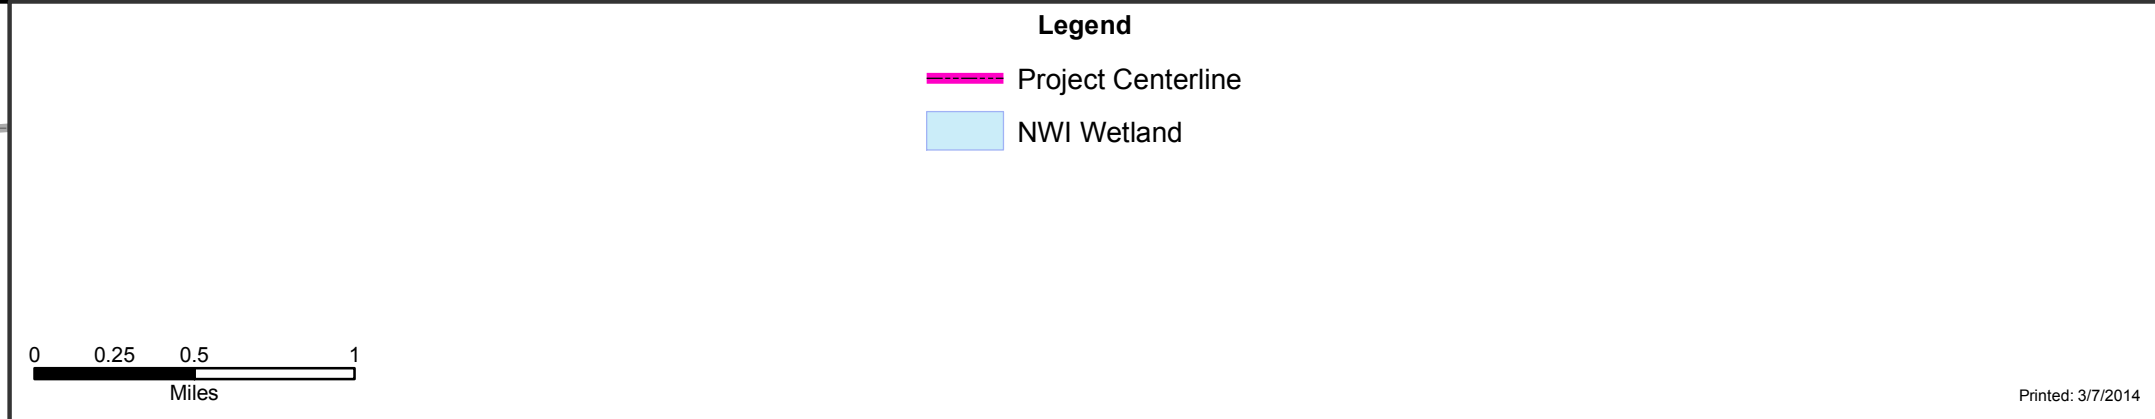 Legend
Project Centerline
NWI Wetland
0 0.25 0.5 1
Miles
Printed: 3/7/2014